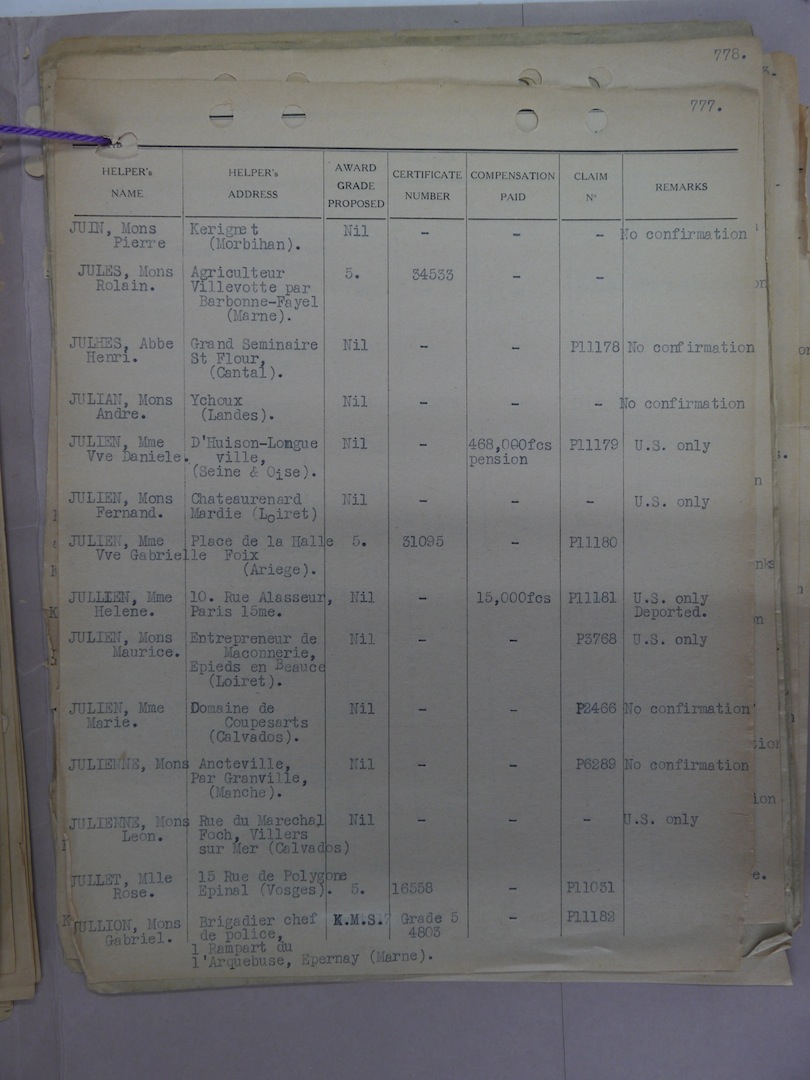 778.
777.
HELPER's NAME HELPER's ADDRESS AWARD GRADE PROPOSED CERTIFICATE NUMBER COMPENSATION PAID CLAIM Nº REMARKS
JUIN, Mons Kerigret Nil - - - No confirmation
Pierre (Morbihan).
JULES, Mons Agriculteur 5. 34533 - -
Rolain. Villevotte par
Barbonne-Fayel
(Marne).
JULHES, Abbe Grand Seminaire Nil - - P11178 No confirmation
Henri. St Flour,
(Cantal).
JULIAN, Mons Ychoux Nil - - - No confirmation
Andre. (Landes).
JULIEN, Mme D'Huison-Longue Nil - 468,000fcs P11179 U.S. only
Vve Daniele. ville, pension
(Seine & Oise).
JULIEN, Mons Chateaurenard Nil - - - U.S. only
Fernand. Mardie (Loiret)
JULIEN, Mme Place de la Halle 5. 31095 - P11180
Vve Gabrielle Foix
(Ariege).
JULLIEN, Mme 10. Rue Alasseur, Nil - 15,000fcs P11181 U.S. only
Helene. Paris 15me. Deported.
JULIEN, Mons Entrepreneur de Nil - - P3768 U.S. only
Maurice. Maconnerie,
Epieds en Beauce
(Loiret).
JULIEN, Mme Domaine de Nil - - P2466 No confirmation
Marie. Coupesarts
(Calvados).
JULIENNE, Mons Ancteville, Nil - - P6289 No confirmation
Par Granville,
(Manche).
JULIENNE, Mons Rue du Marechal Nil - - - U.S. only
Leon. Foch, Villers
sur Mer (Calvados)
JULLET, Mlle 15 Rue de Polygone
Rose. Epinal (Vosges). 5. 16558 - P11031
JULLION, Mons Brigadier chef K.M.S. Grade 5 - P11182
Gabriel. de police, 4803
1 Rampart du
l'Arquebuse, Epernay (Marne).